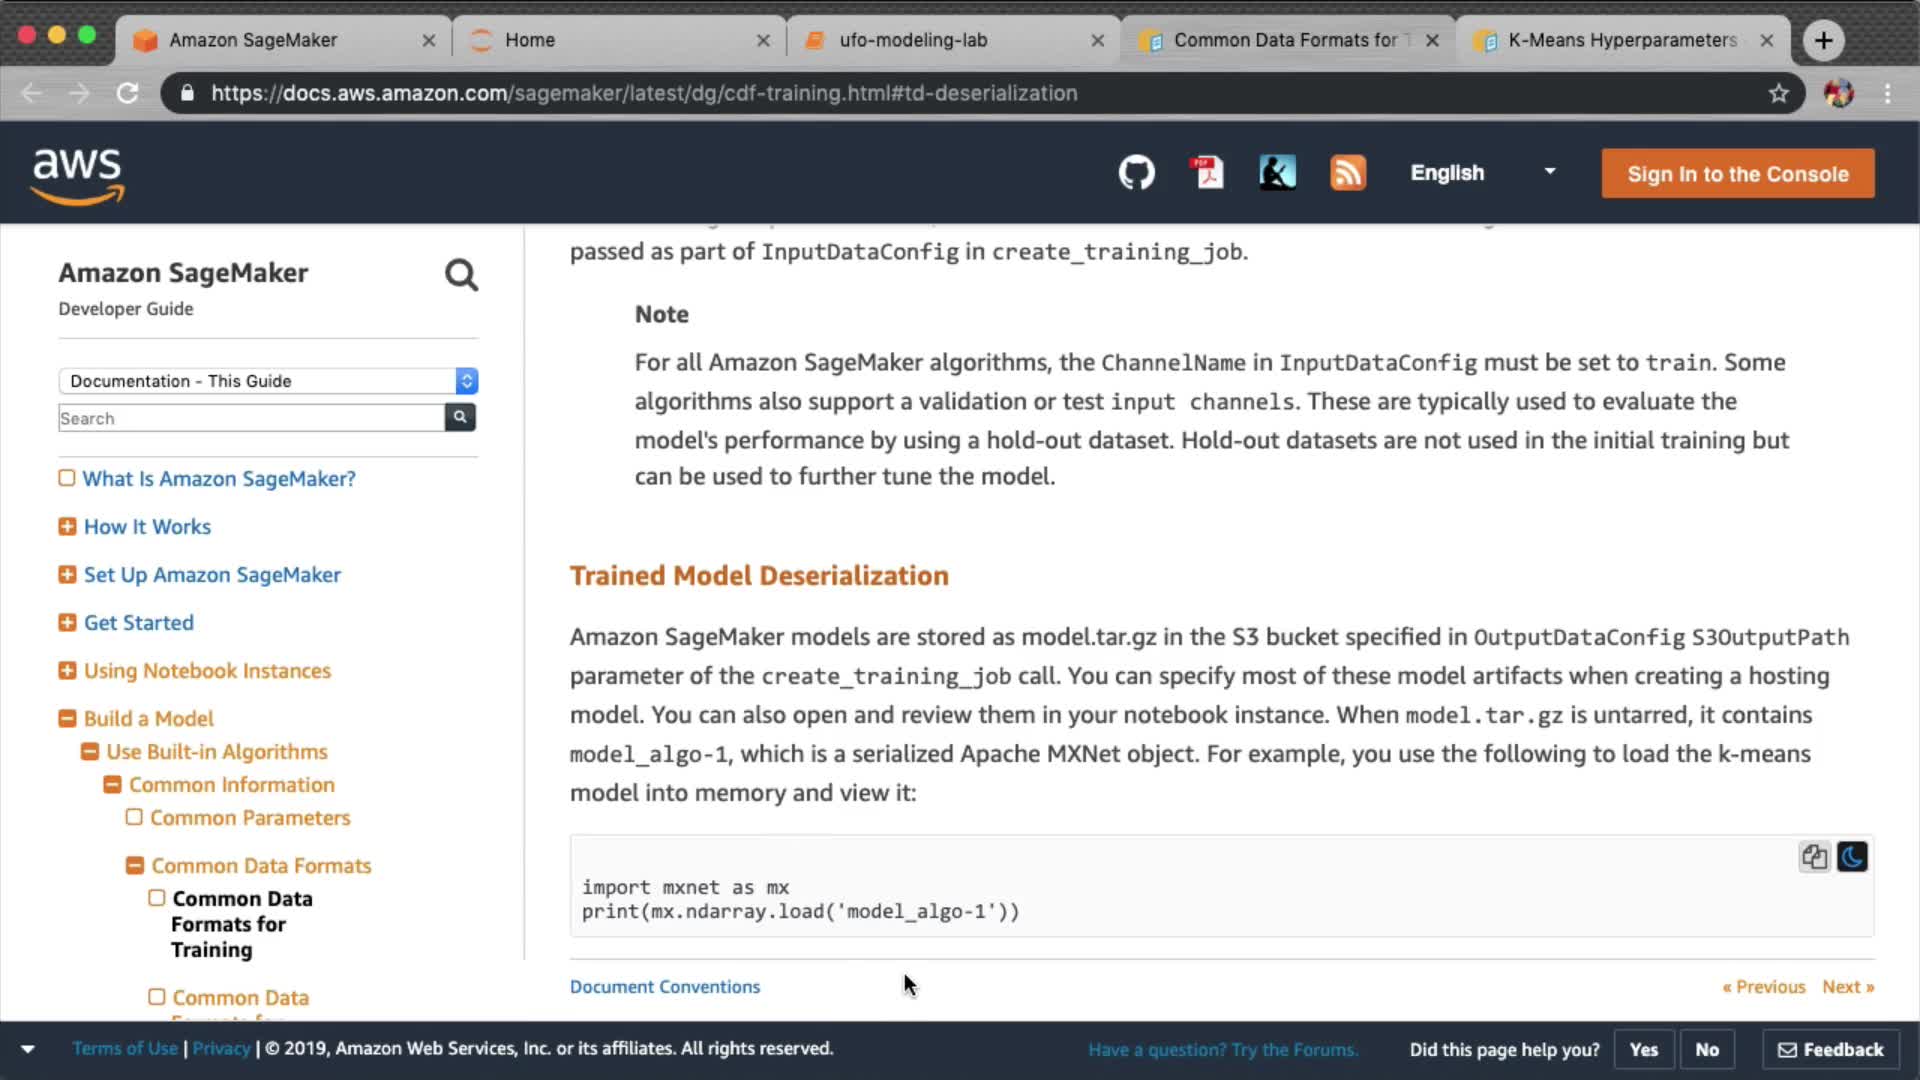 Amazon SageMaker
Home
ufo-modeling-lab
Common Data Formats for
K-Means Hyperparameters
https://docs.aws.amazon.com/sagemaker/latest/dg/cdf-training.html#td-deserialization
aws
PDF
English
Sign In to the Console
Amazon SageMaker
Developer Guide
Documentation - This Guide
Search
What Is Amazon SageMaker?
How It Works
Set Up Amazon SageMaker
Get Started
Using Notebook Instances
Build a Model
Use Built-in Algorithms
Common Information
Common Parameters
Common Data Formats
Common Data
Formats for
Training
Common Data
passed as part of InputDataConfig in create_training_job.
Note
For all Amazon SageMaker algorithms, the ChannelName in InputDataConfig must be set to train. Some
algorithms also support a validation or test input channels. These are typically used to evaluate the
model's performance by using a hold-out dataset. Hold-out datasets are not used in the initial training but
can be used to further tune the model.
Trained Model Deserialization
Amazon SageMaker models are stored as model.tar.gz in the S3 bucket specified in OutputDataConfig S3OutputPath
parameter of the create_training_job call. You can specify most of these model artifacts when creating a hosting
model. You can also open and review them in your notebook instance. When model.tar.gz is untarred, it contains
model_algo-1, which is a serialized Apache MXNet object. For example, you use the following to load the k-means
model into memory and view it:
import mxnet as mx
print(mx.ndarray.load('model_algo-1'))
Document Conventions
« Previous Next »
Terms of Use | Privacy | © 2019, Amazon Web Services, Inc. or its affiliates. All rights reserved.
Have a question? Try the Forums.
Did this page help you?
Yes
No
Feedback